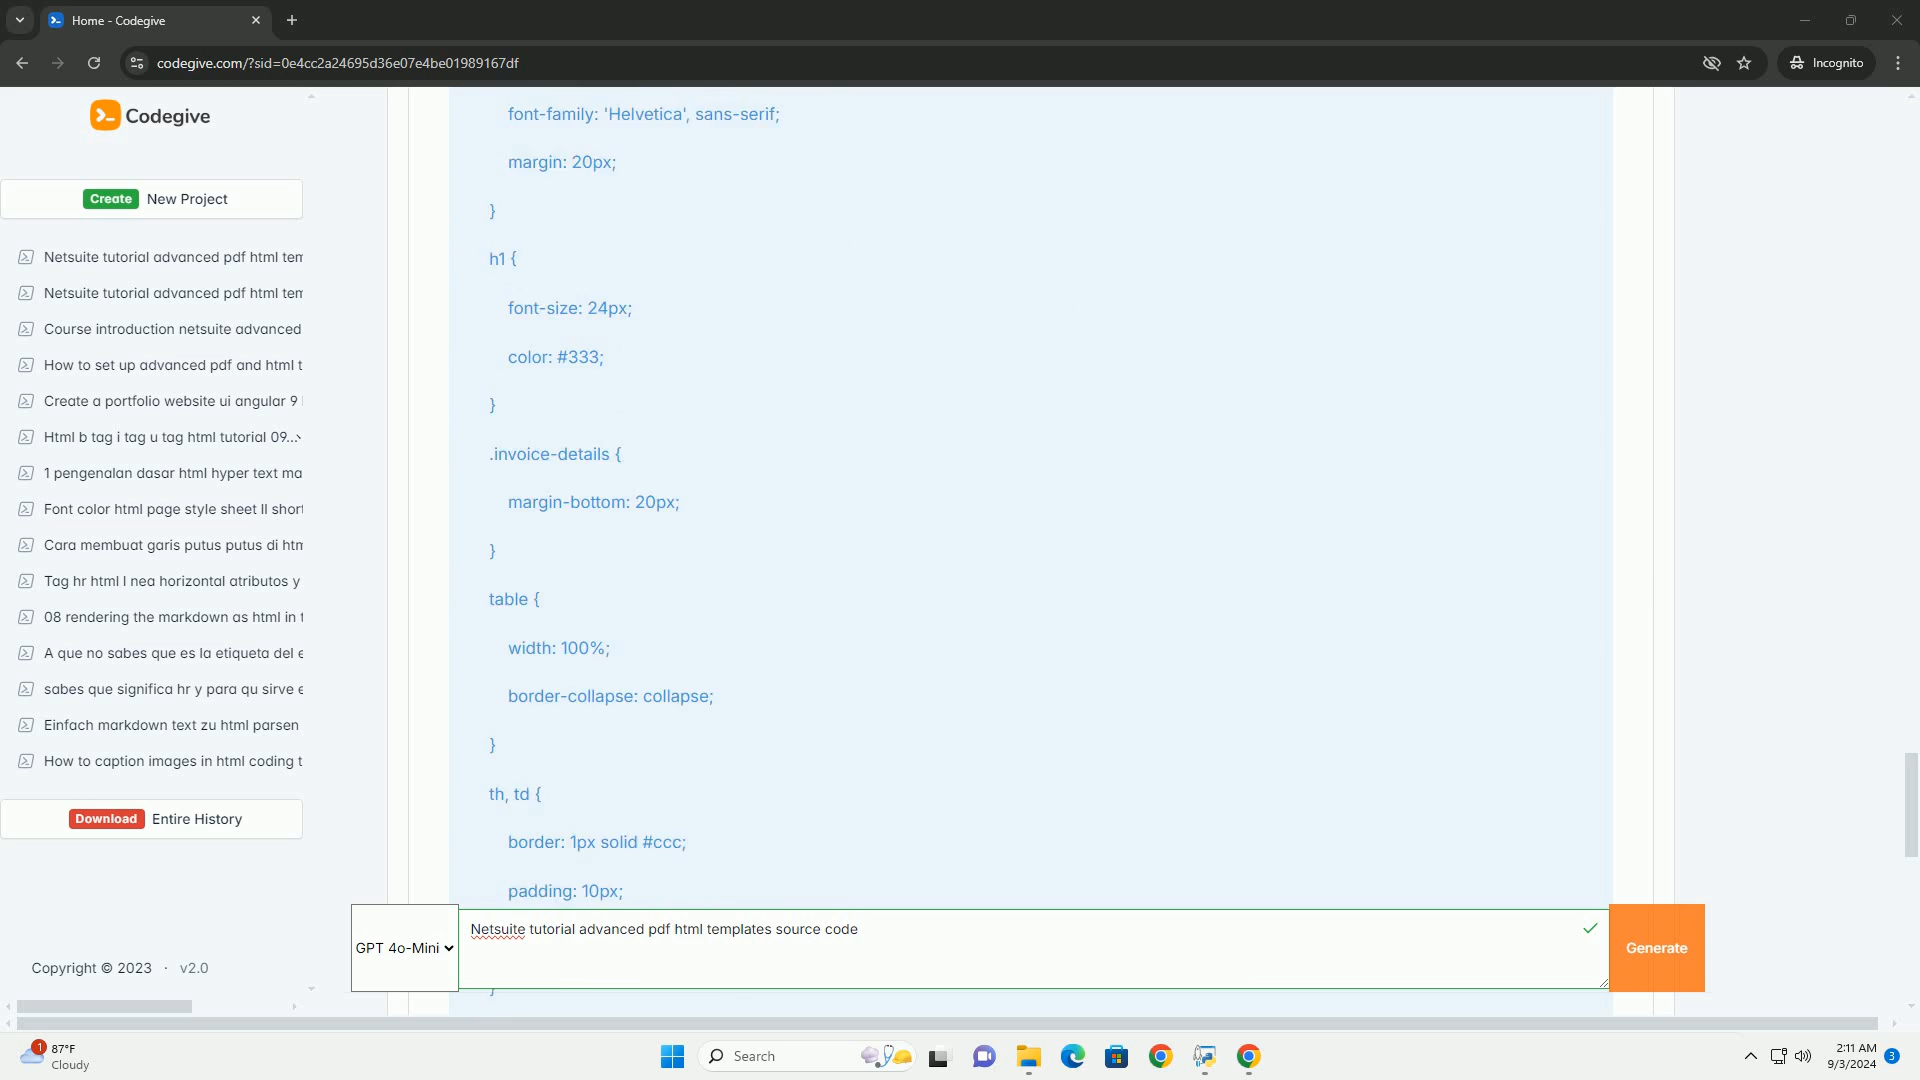 Home - Codegive
codegive.com/?sid=0e4cc2a24695d36e07e4be01989167df
Incognito
Codegive
Create New Project
Netsuite tutorial advanced pdf html tem
Netsuite tutorial advanced pdf html tem
Course introduction netsuite advanced
How to set up advanced pdf and html t
Create a portfolio website ui angular 9
Html b tag i tag u tag html tutorial 09...
1 pengenalan dasar html hyper text ma
Font color html page style sheet ll short
Cara membuat garis putus putus di htm
Tag hr html l nea horizontal atributos y
08 rendering the markdown as html in t
A que no sabes que es la etiqueta del e
sabes que significa hr y para qu sirve e
Einfach markdown text zu html parsen
How to caption images in html coding t
Download Entire History
Copyright © 2023 · v2.0
font-family: 'Helvetica', sans-serif;
margin: 20px;
}
h1 {
font-size: 24px;
color: #333;
}
.invoice-details {
margin-bottom: 20px;
}
table {
width: 100%;
border-collapse: collapse;
}
th, td {
border: 1px solid #ccc;
padding: 10px;
}
GPT 4o-Mini
Netsuite tutorial advanced pdf html templates source code
Generate
1
87°F
Cloudy
Search
2:11 AM
9/3/2024
3